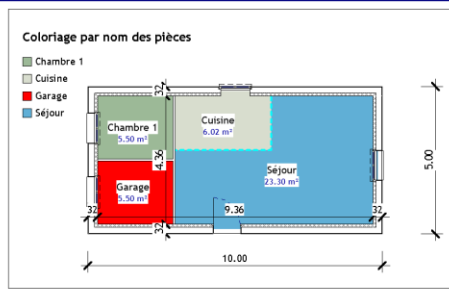 Coloriage par nom des pièces
Chambre 1
Cuisine
Garage
Séjour
32
Chambre 1
5.50 m²
Cuisine
6.02 m²
4.36
Séjour
23.30 m²
5.00
Garage
5.50 m²
32
9.36
32
32
10.00